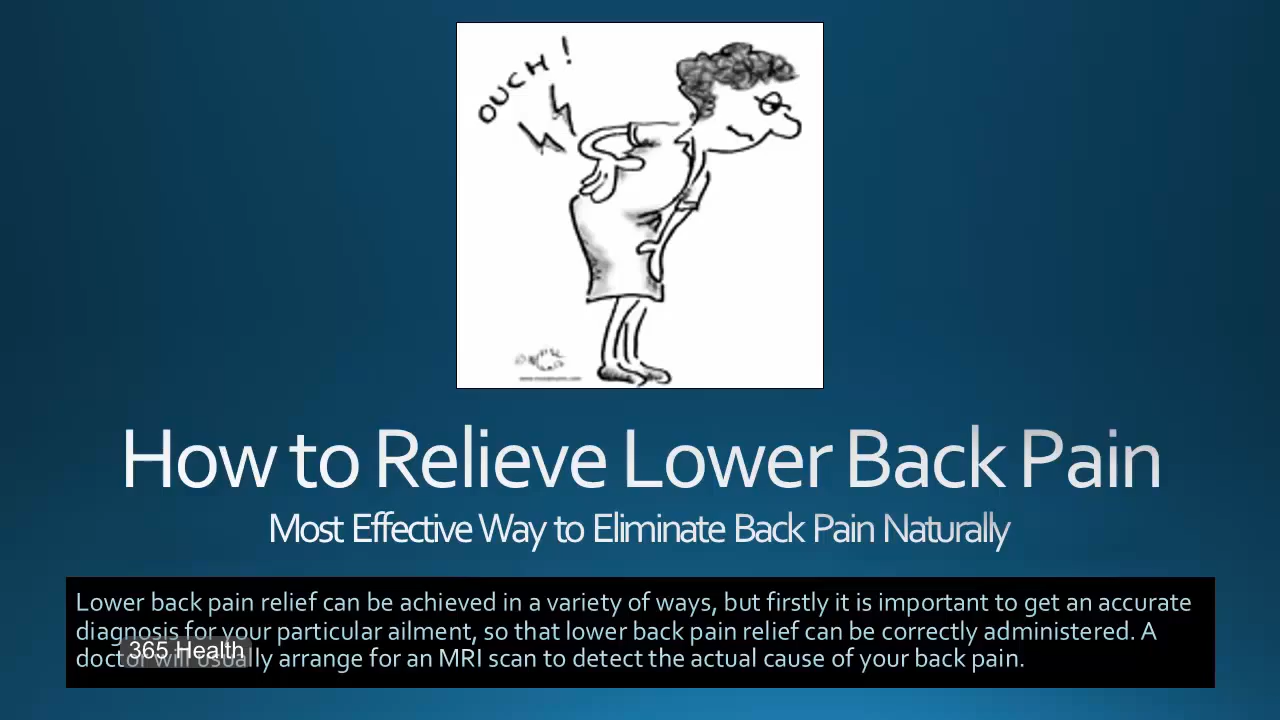 OUCH!
How to Relieve Lower Back Pain
Most Effective Way to Eliminate Back Pain Naturally
Lower back pain relief can be achieved in a variety of ways, but firstly it is important to get an accurate
diagnosis for your particular ailment, so that lower back pain relief can be correctly administered. A
doctor will usually arrange for an MRI scan to detect the actual cause of your back pain.
365 Health